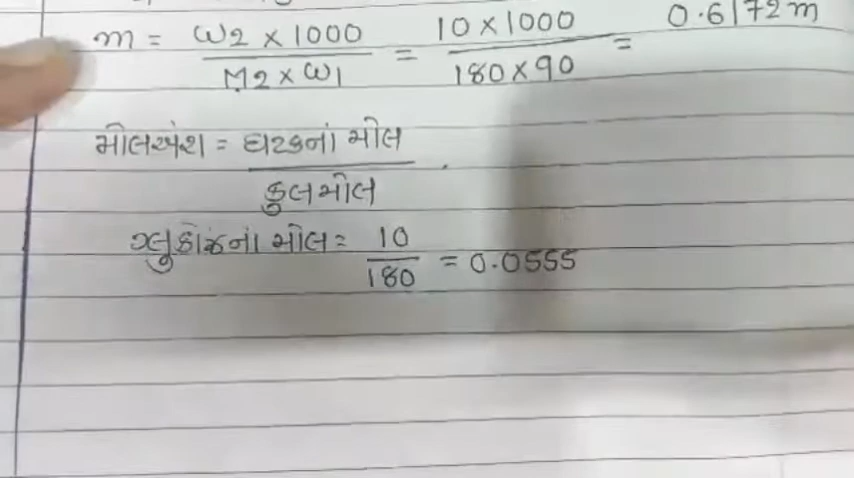 m = W2 x 1000 / M2 x W1 = 10 x 1000 / 180 x 90 = 0.6172 m
મોલઅંશ = ઘટકનાં મોલ / કુલમોલ
ગ્લુકોઝનાં મોલ = 10 / 180 = 0.0555